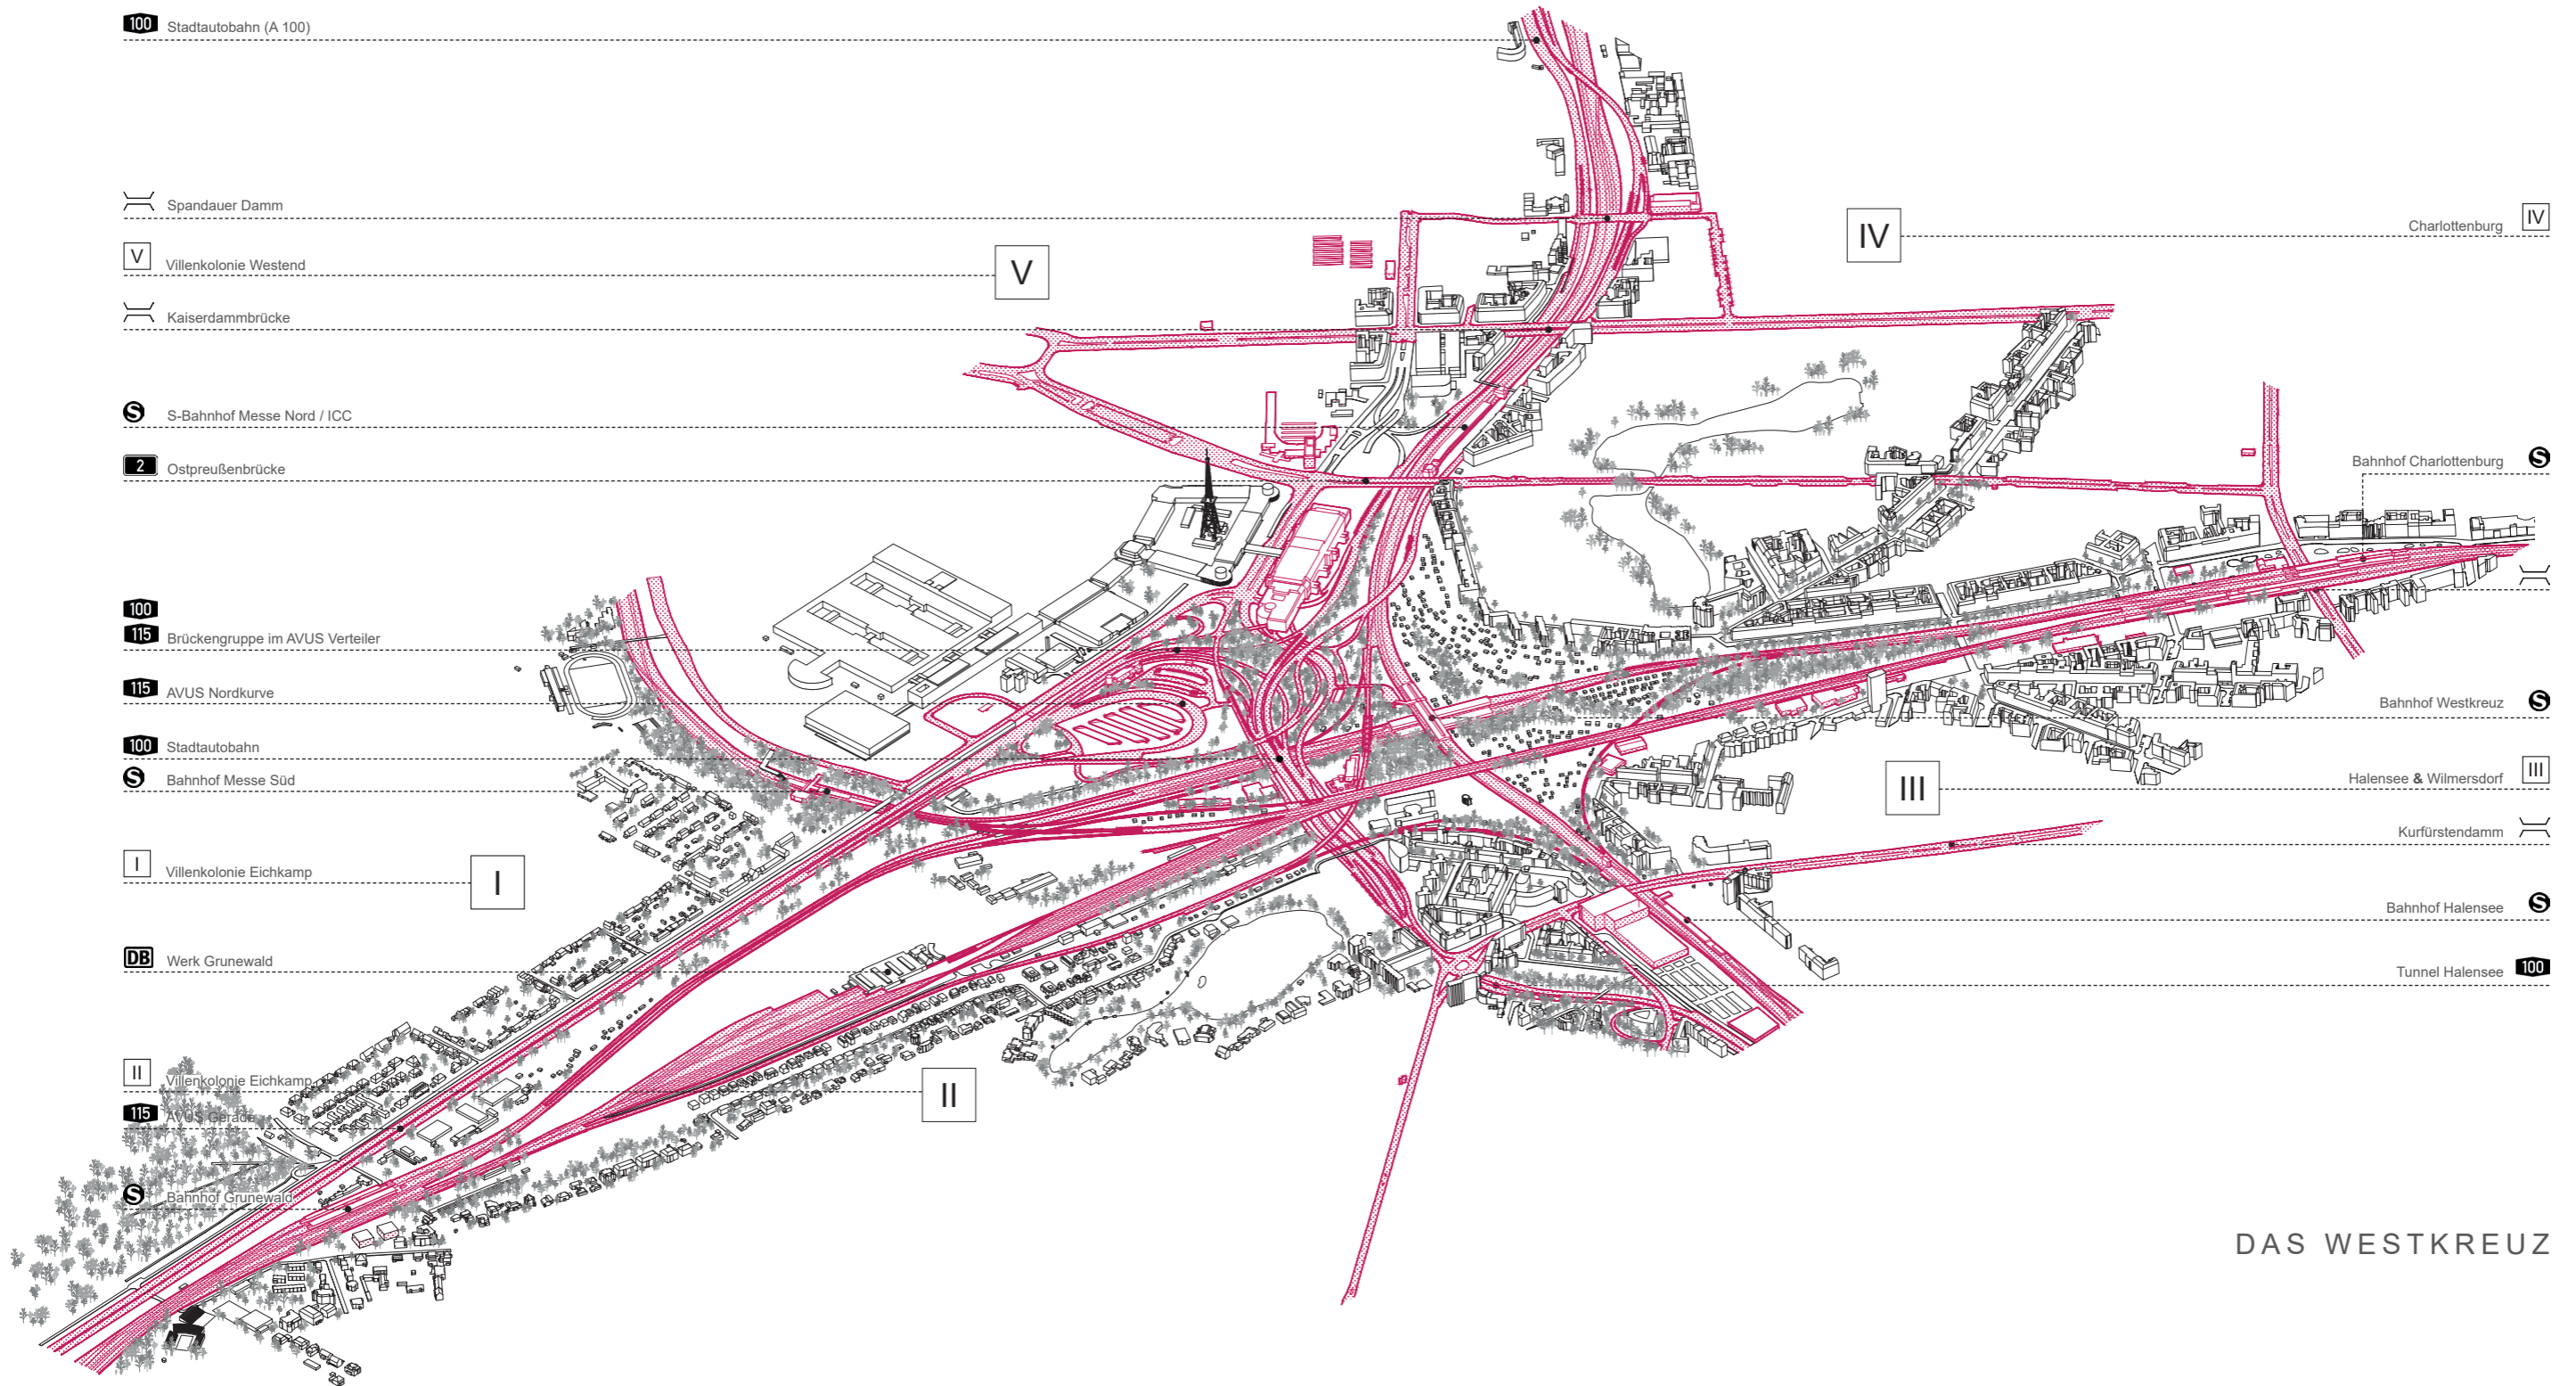 100 Stadtautobahn (A 100)
Spandauer Damm
V Villenkolonie Westend
Kaiserdammbrücke
S S-Bahnhof Messe Nord / ICC
2 Ostpreußenbrücke
100
115 Brückengruppe im AVUS Verteiler
115 AVUS Nordkurve
100 Stadtautobahn
S Bahnhof Messe Süd
I Villenkolonie Eichkamp
DB Werk Grunewald
II Villenkolonie Eichkamp
115 AVUS Gerade
S Bahnhof Grunewald
V
IV
I
II
III
Charlottenburg IV
Bahnhof Charlottenburg S
Bahnhof Westkreuz S
Halensee & Wilmersdorf III
Kurfürstendamm
Bahnhof Halensee S
Tunnel Halensee 100
DAS WESTKREUZ